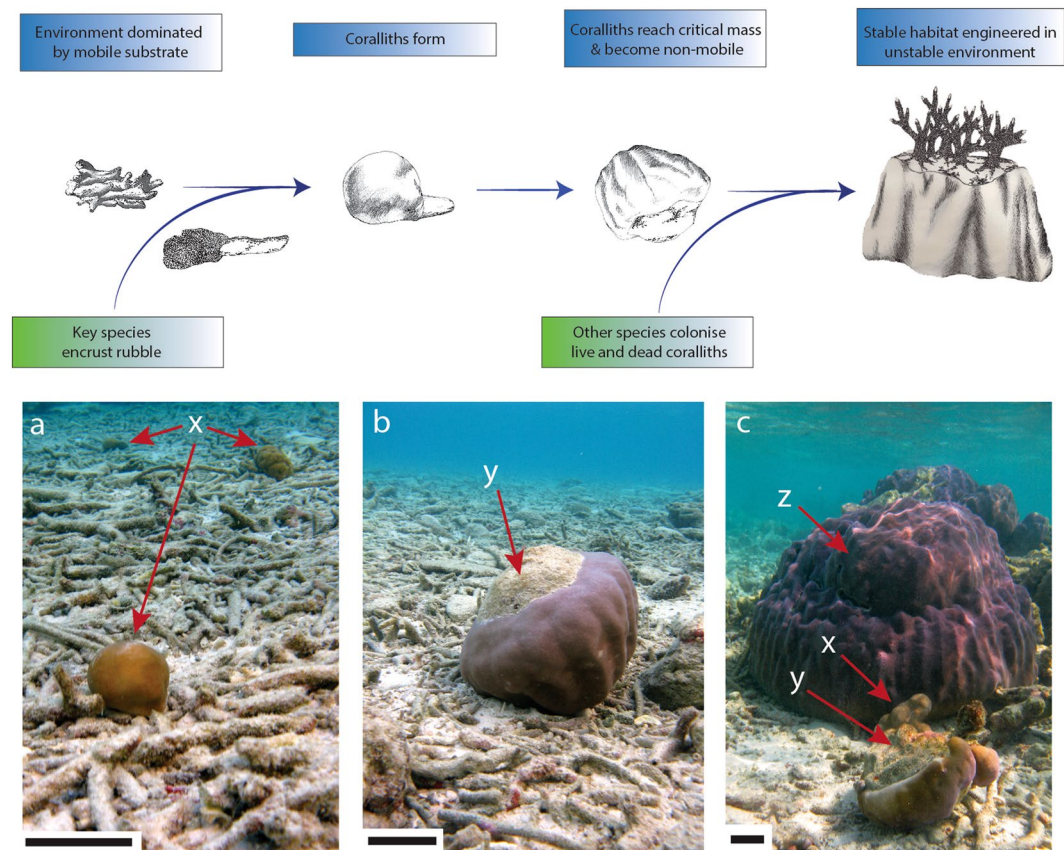 Environment dominated
by mobile substrate
Coralliths form
Coralliths reach critical mass
& become non-mobile
Stable habitat engineered in
unstable environment
Key species
encrust rubble
Other species colonise
live and dead coralliths
a
x
b
y
c
z
x
y